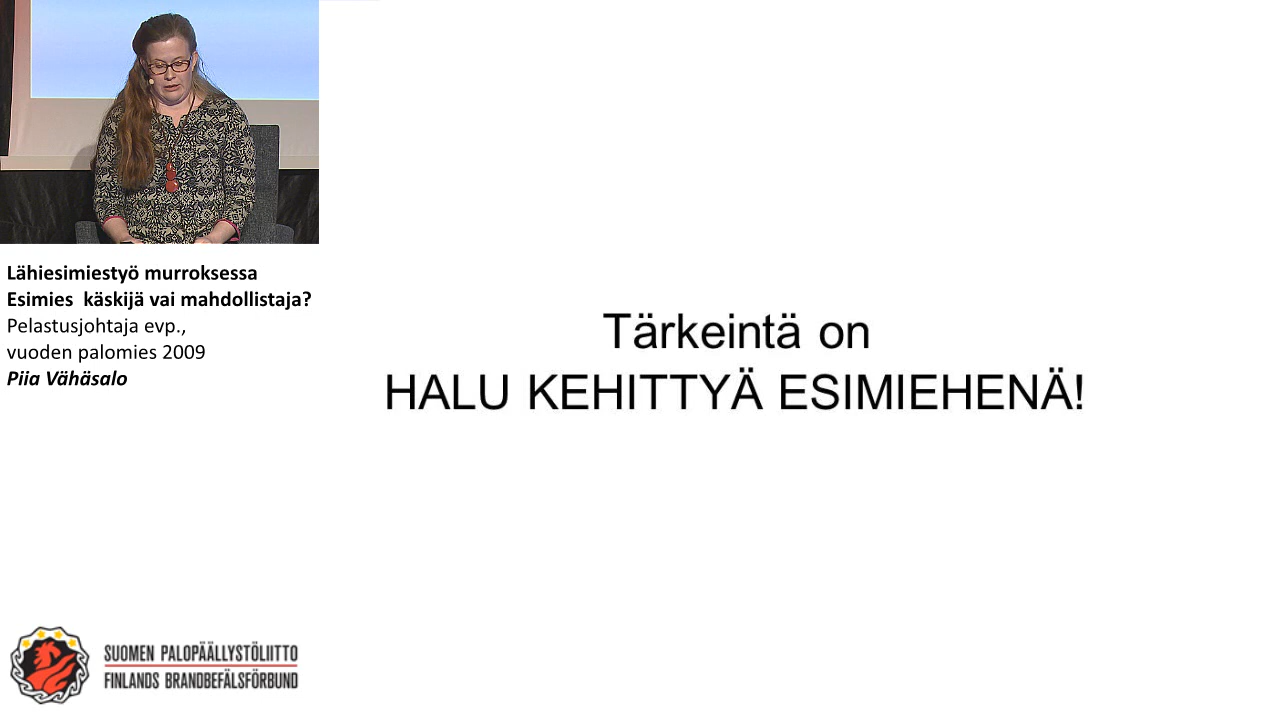 Lähiesimiestyö murroksessa
Esimies  käskijä vai mahdollistaja?
Pelastusjohtaja evp.,
vuoden palomies 2009
Piia Vähäsalo
Tärkeintä on
HALU KEHITTYÄ ESIMIEHENÄ!
SUOMEN PALOPÄÄLLYSTÖLIITTO
FINLANDS BRANDBEFÄLSFÖRBUND